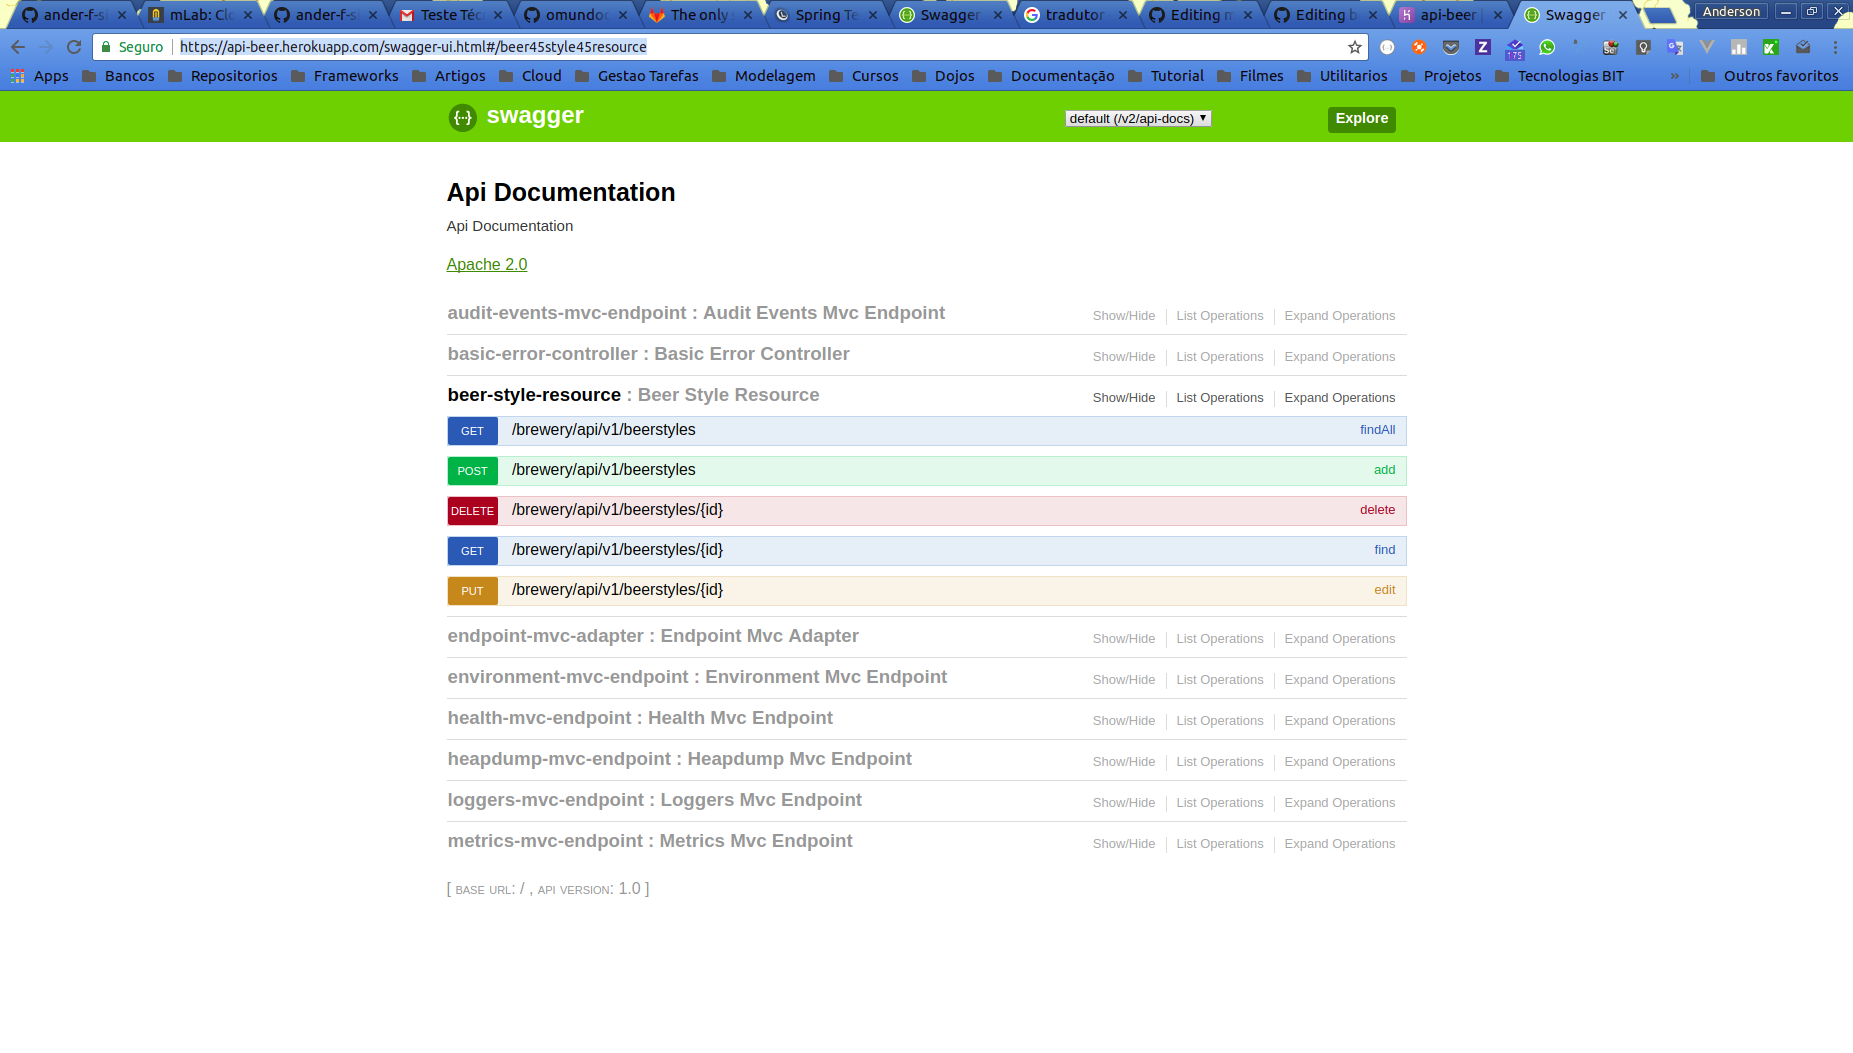 ander-f-si mLab: Clo ander-f-si Teste Téc omundo The only Spring Te Swagger tradutor Editing Editing b api-beer Swagger Anderson
Seguro https://api-beer.herokuapp.com/swagger-ui.html#/beer45style45resource
Apps Bancos Repositorios Frameworks Artigos Cloud Gestao Tarefas Modelagem Cursos Dojos Documentação Tutorial Filmes Utilitarios Projetos Tecnologias BIT » Outros favoritos
{··} swagger default (/v2/api-docs) Explore
Api Documentation
Api Documentation
Apache 2.0
audit-events-mvc-endpoint : Audit Events Mvc Endpoint Show/Hide List Operations Expand Operations
basic-error-controller : Basic Error Controller Show/Hide List Operations Expand Operations
beer-style-resource : Beer Style Resource Show/Hide List Operations Expand Operations
GET /brewery/api/v1/beerstyles findAll
POST /brewery/api/v1/beerstyles add
DELETE /brewery/api/v1/beerstyles/{id} delete
GET /brewery/api/v1/beerstyles/{id} find
PUT /brewery/api/v1/beerstyles/{id} edit
endpoint-mvc-adapter : Endpoint Mvc Adapter Show/Hide List Operations Expand Operations
environment-mvc-endpoint : Environment Mvc Endpoint Show/Hide List Operations Expand Operations
health-mvc-endpoint : Health Mvc Endpoint Show/Hide List Operations Expand Operations
heapdump-mvc-endpoint : Heapdump Mvc Endpoint Show/Hide List Operations Expand Operations
loggers-mvc-endpoint : Loggers Mvc Endpoint Show/Hide List Operations Expand Operations
metrics-mvc-endpoint : Metrics Mvc Endpoint Show/Hide List Operations Expand Operations
[ BASE URL: / , API VERSION: 1.0 ]